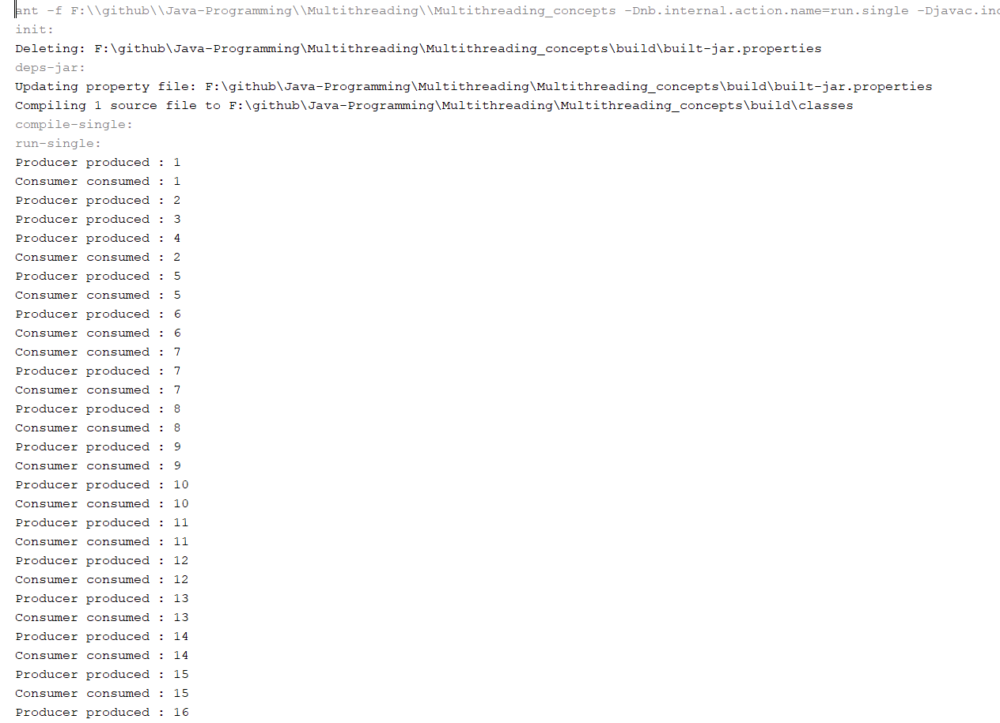 ant -f F:\\github\\Java-Programming\\Multithreading\\Multithreading_concepts -Dnb.internal.action.name=run.single -Djavac.inc
init:
Deleting: F:\github\Java-Programming\Multithreading\Multithreading_concepts\build\built-jar.properties
deps-jar:
Updating property file: F:\github\Java-Programming\Multithreading\Multithreading_concepts\build\built-jar.properties
Compiling 1 source file to F:\github\Java-Programming\Multithreading\Multithreading_concepts\build\classes
compile-single:
run-single:
Producer produced : 1
Consumer consumed : 1
Producer produced : 2
Producer produced : 3
Producer produced : 4
Consumer consumed : 2
Producer produced : 5
Consumer consumed : 5
Producer produced : 6
Consumer consumed : 6
Consumer consumed : 7
Producer produced : 7
Consumer consumed : 7
Producer produced : 8
Consumer consumed : 8
Producer produced : 9
Consumer consumed : 9
Producer produced : 10
Consumer consumed : 10
Producer produced : 11
Consumer consumed : 11
Producer produced : 12
Consumer consumed : 12
Producer produced : 13
Consumer consumed : 13
Producer produced : 14
Consumer consumed : 14
Producer produced : 15
Consumer consumed : 15
Producer produced : 16